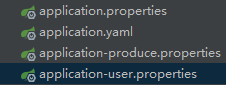 application.properties
application.yaml
application-produce.properties
application-user.properties